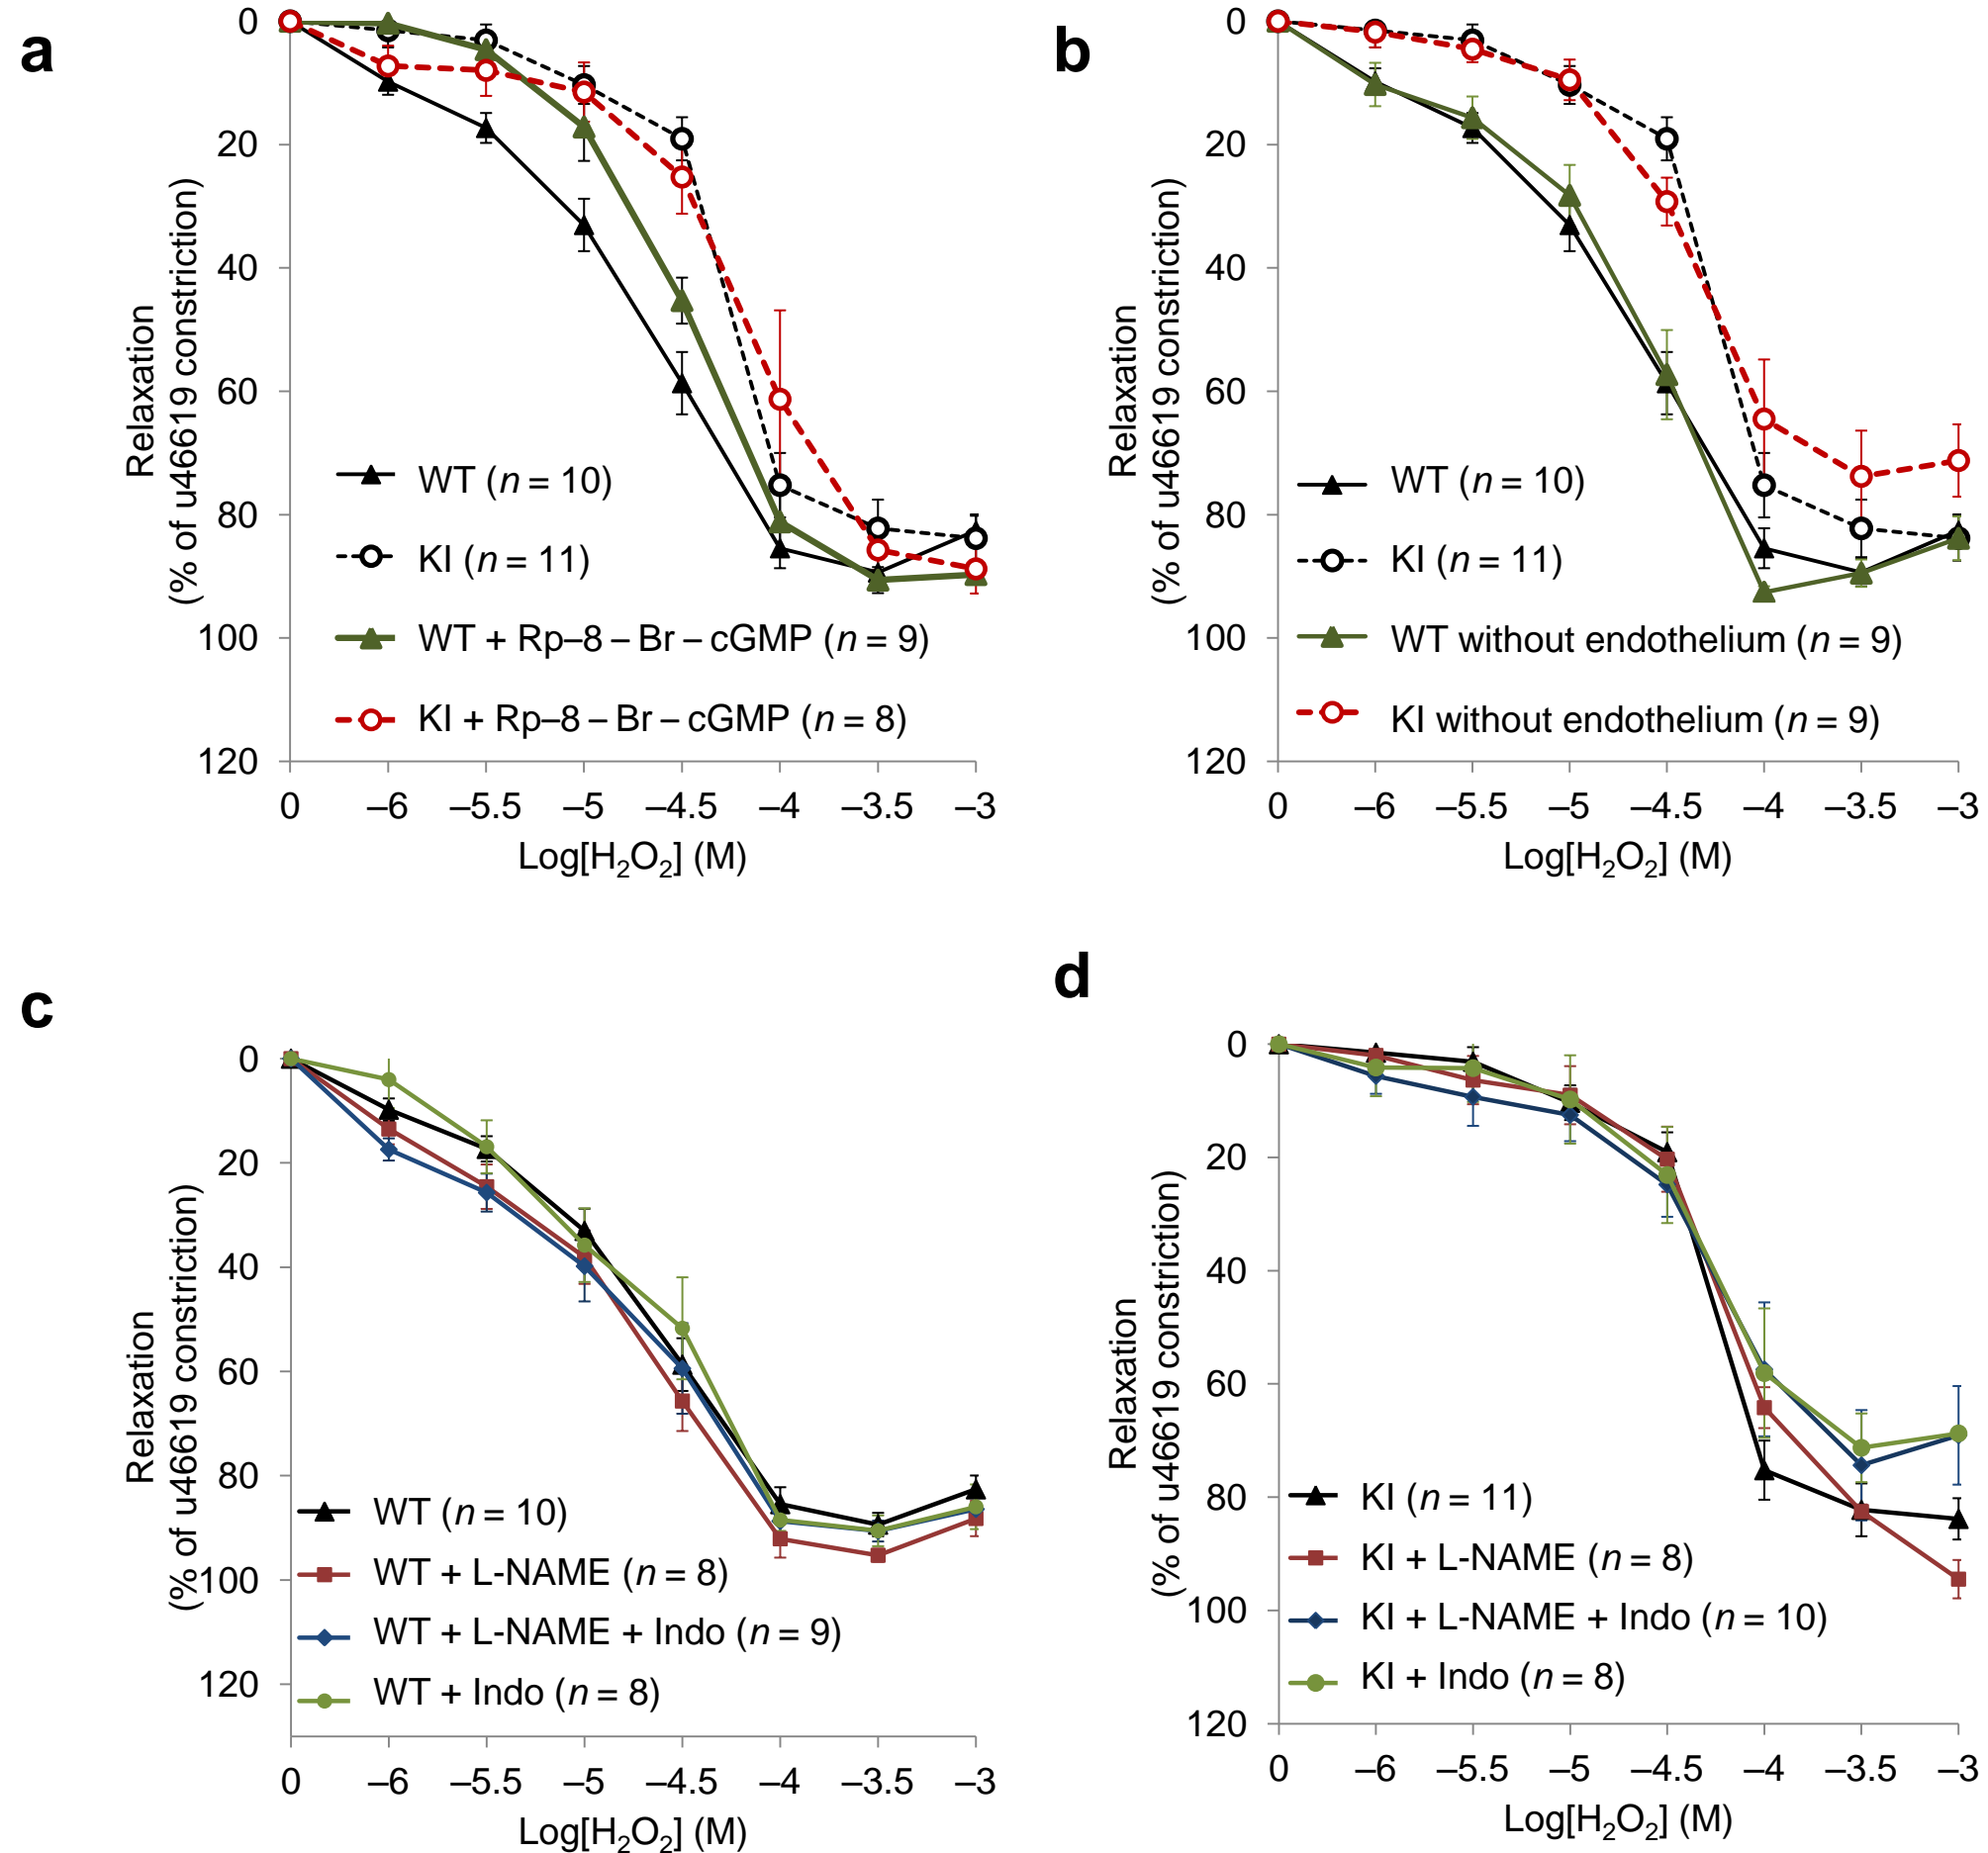 a
0
20
40
60
80
100
120
Relaxation
(% of u46619 constriction)
WT (n = 10)
KI (n = 11)
WT + Rp–8 – Br – cGMP (n = 9)
KI + Rp–8 – Br – cGMP (n = 8)
0 –6 –5.5 –5 –4.5 –4 –3.5 –3
Log[H₂O₂] (M)
b
0
20
40
60
80
100
120
Relaxation
(% of u46619 constriction)
WT (n = 10)
KI (n = 11)
WT without endothelium (n = 9)
KI without endothelium (n = 9)
0 –6 –5.5 –5 –4.5 –4 –3.5 –3
Log[H₂O₂] (M)
c
0
20
40
60
80
100
120
Relaxation
(% of u46619 constriction)
WT (n = 10)
WT + L-NAME (n = 8)
WT + L-NAME + Indo (n = 9)
WT + Indo (n = 8)
0 –6 –5.5 –5 –4.5 –4 –3.5 –3
Log[H₂O₂] (M)
d
0
20
40
60
80
100
120
Relaxation
(% of u46619 constriction)
KI (n = 11)
KI + L-NAME (n = 8)
KI + L-NAME + Indo (n = 10)
KI + Indo (n = 8)
0 –6 –5.5 –5 –4.5 –4 –3.5 –3
Log[H₂O₂] (M)